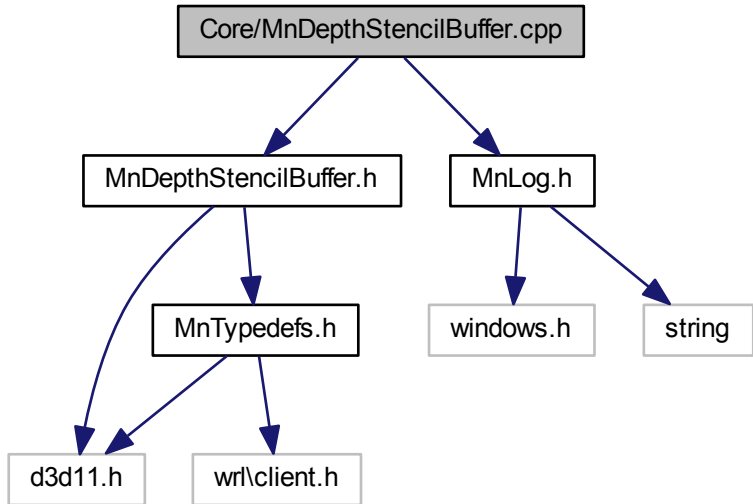 Core/MnDepthStencilBuffer.cpp
MnDepthStencilBuffer.h
MnLog.h
MnTypedefs.h
windows.h
string
d3d11.h
wrl\client.h